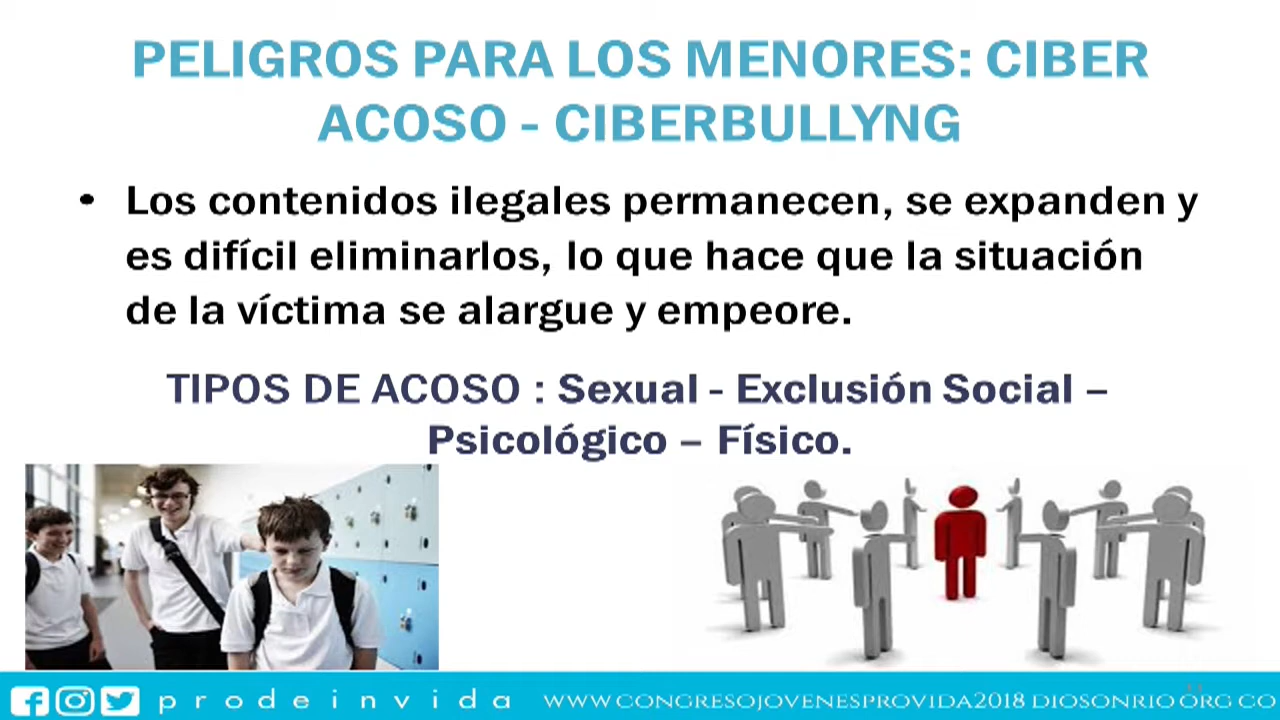 PELIGROS PARA LOS MENORES: CIBER
ACOSO - CIBERBULLYNG
• Los contenidos ilegales permanecen, se expanden y
es difícil eliminarlos, lo que hace que la situación
de la víctima se alargue y empeore.
TIPOS DE ACOSO : Sexual - Exclusión Social –
Psicológico – Físico.
prodeinvida WWW.CONGRESOJOVENESPROVIDA2018 DIOSONRIO ORG CO